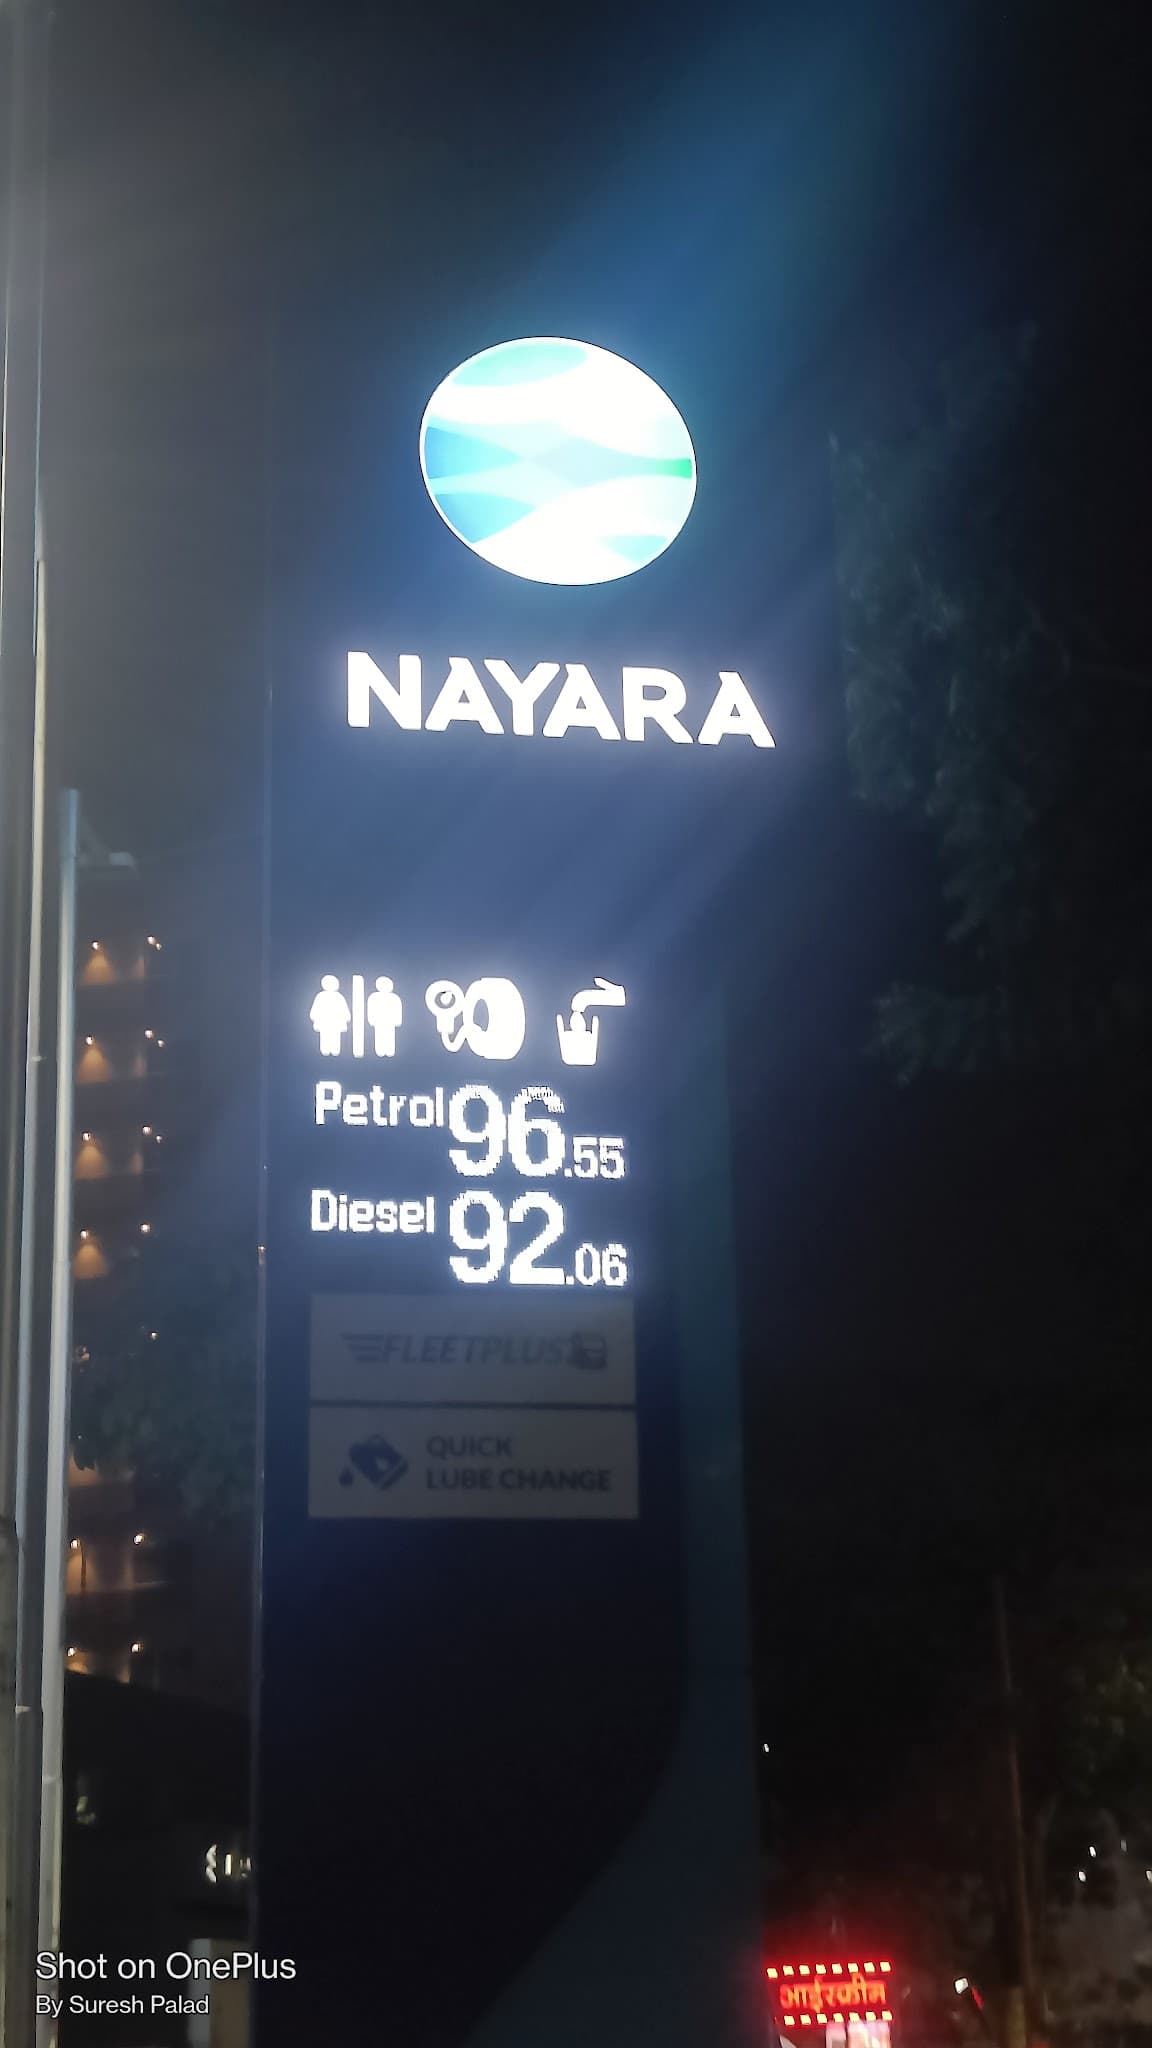 NAYARA
Petrol 96.55
Diesel 92.06
FLEETPLUS
QUICK
LUBE CHANGE
आईस्क्रीम
Shot on OnePlus
By Suresh Palad